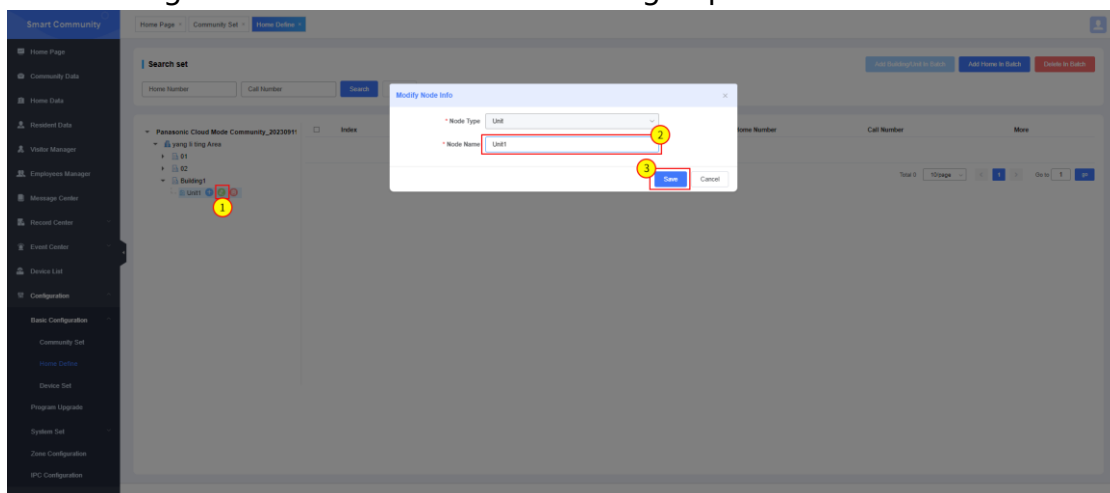 Smart Community
Home Page
Community Set
Home Define
Home Page
Community Data
Home Data
Resident Data
Visitor Manager
Employee Manager
Message Center
Record Center
Event Center
Device List
Configuration
Basic Configuration
Community Set
Home Define
Device Set
Program Upgrade
System Set
Zone Configuration
IPC Configuration
Search set
Add Building/Unit in Batch
Add Home in Batch
Delete in Batch
Home Number
Call Number
Search
Panasonic Cloud Mode Community_2023091
yang li ting Area
01
02
Building1
Unit1
1
Index
Home Number
Call Number
More
Total 0
10/page
1
Go to
1
go
Modify Node Info
* Node Type
Unit
* Node Name
Unit1
2
3
Save
Cancel